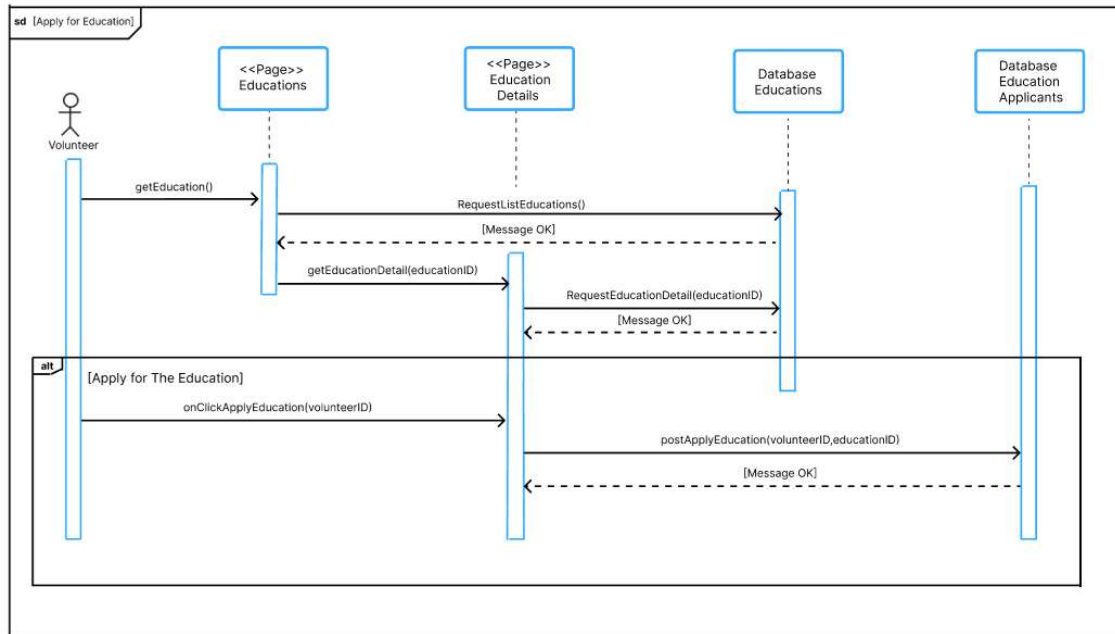 sd [Apply for Education]
<<Page>>
Educations
<<Page>>
Education
Details
Database
Educations
Database
Education
Applicants
Volunteer
getEducation()
RequestListEducations()
[Message OK]
getEducationDetail(educationID)
RequestEducationDetail(educationID)
[Message OK]
alt
[Apply for The Education]
onClickApplyEducation(volunteerID)
postApplyEducation(volunteerID,educationID)
[Message OK]